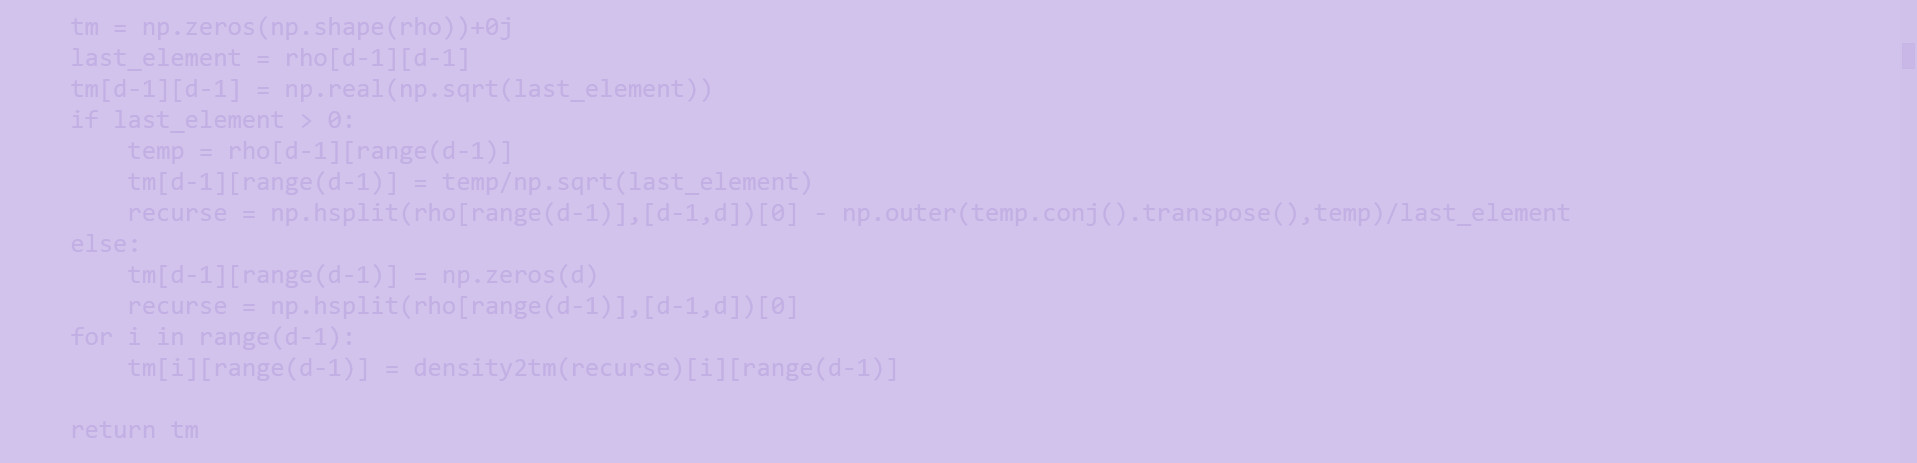 tm = np.zeros(np.shape(rho))+0j
last_element = rho[d-1][d-1]
tm[d-1][d-1] = np.real(np.sqrt(last_element))
if last_element > 0:
    temp = rho[d-1][range(d-1)]
    tm[d-1][range(d-1)] = temp/np.sqrt(last_element)
    recurse = np.hsplit(rho[range(d-1)],[d-1,d])[0] - np.outer(temp.conj().transpose(),temp)/last_element
else:
    tm[d-1][range(d-1)] = np.zeros(d)
    recurse = np.hsplit(rho[range(d-1)],[d-1,d])[0]
for i in range(d-1):
    tm[i][range(d-1)] = density2tm(recurse)[i][range(d-1)]
return tm